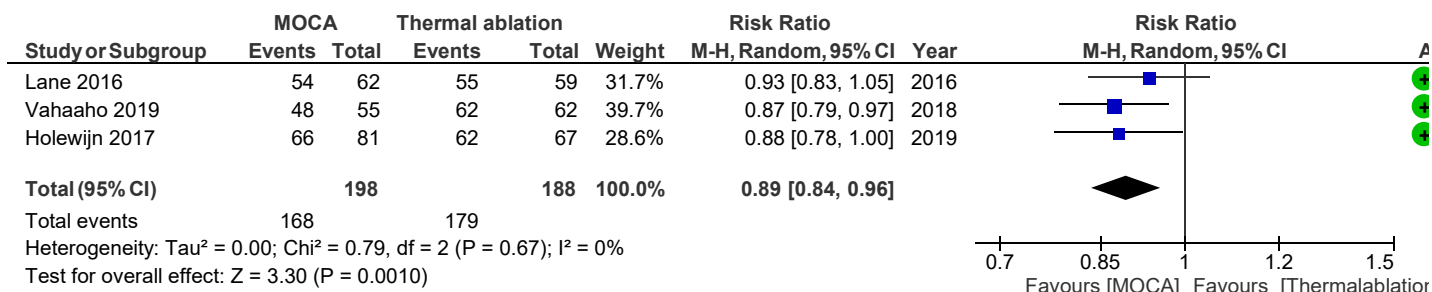 MOCA Thermal ablation Risk Ratio Risk Ratio
Study or Subgroup Events Total Events Total Weight M-H, Random, 95% CI Year M-H, Random, 95% CI A
Lane 2016 54 62 55 59 31.7% 0.93 [0.83, 1.05] 2016 +
Vahaaho 2019 48 55 62 62 39.7% 0.87 [0.79, 0.97] 2018 +
Holewijn 2017 66 81 62 67 28.6% 0.88 [0.78, 1.00] 2019 +
Total (95% CI) 198 188 100.0% 0.89 [0.84, 0.96]
Total events 168 179
Heterogeneity: Tau² = 0.00; Chi² = 0.79, df = 2 (P = 0.67); I² = 0%
Test for overall effect: Z = 3.30 (P = 0.0010)
0.7 0.85 1 1.2 1.5
Favours [MOCA] Favours [Thermalablation